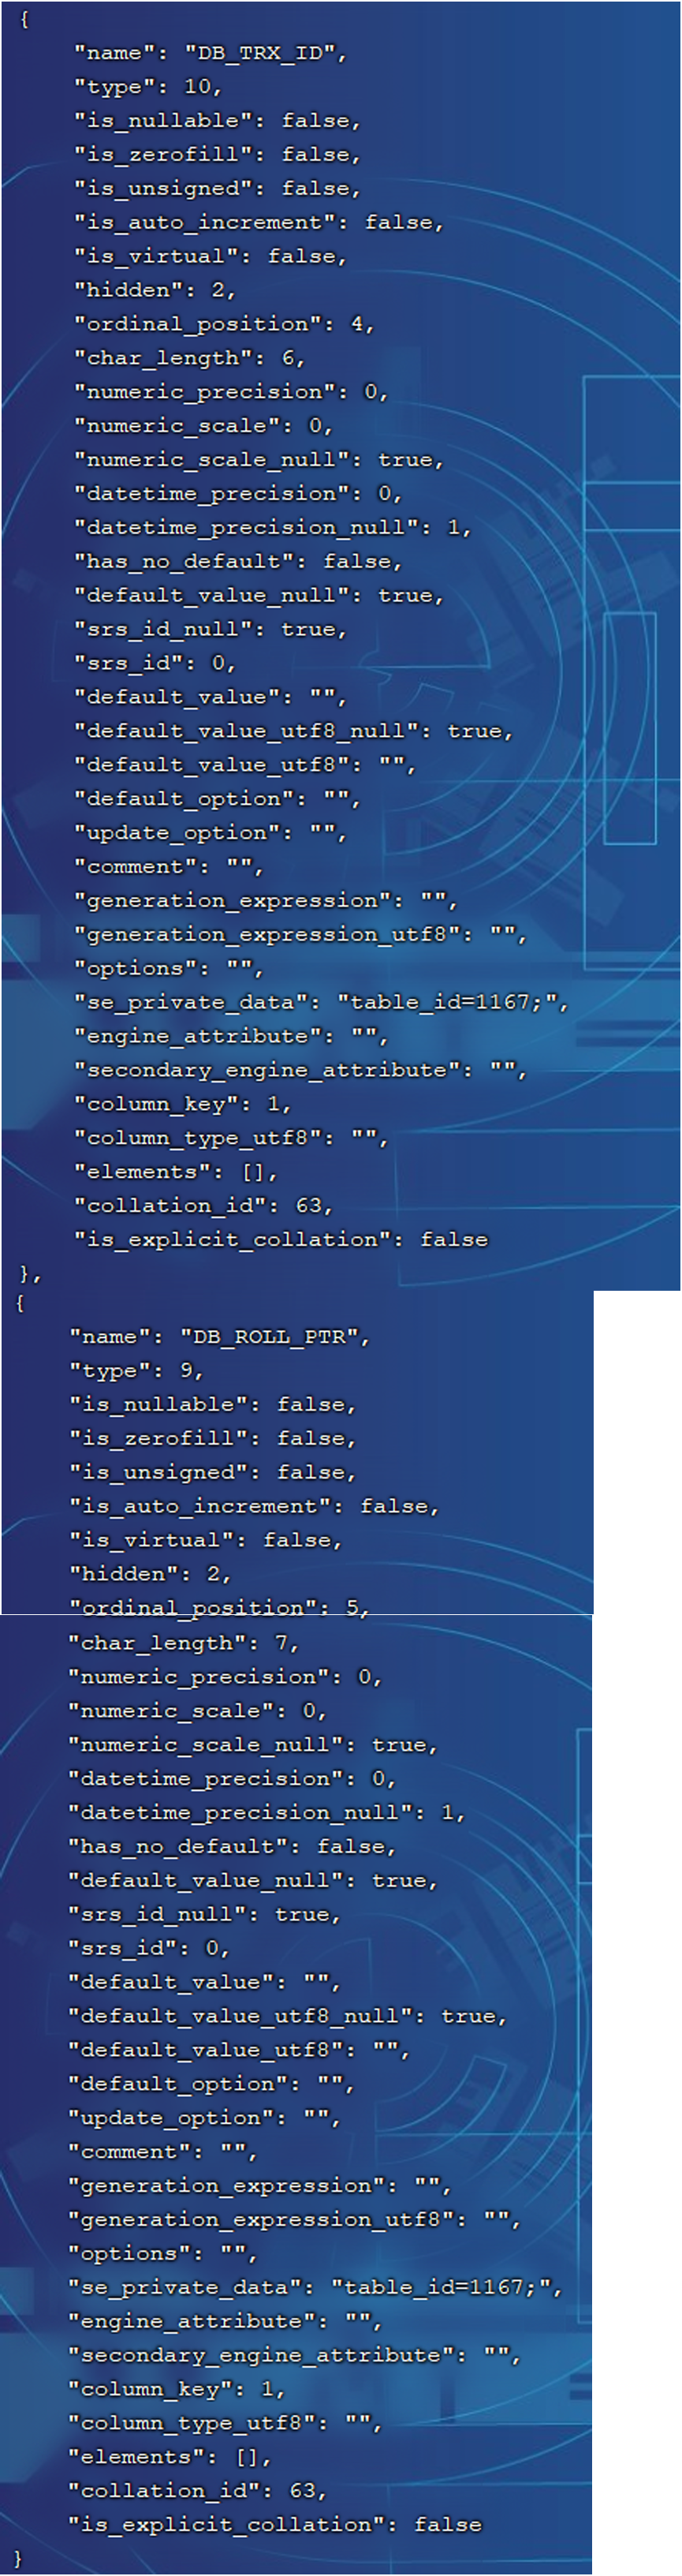 {
"name": "DB_TRX_ID",
"type": 10,
"is_nullable": false,
"is_zerofill": false,
"is_unsigned": false,
"is_auto_increment": false,
"is_virtual": false,
"hidden": 2,
"ordinal_position": 4,
"char_length": 6,
"numeric_precision": 0,
"numeric_scale": 0,
"numeric_scale_null": true,
"datetime_precision": 0,
"datetime_precision_null": 1,
"has_no_default": false,
"default_value_null": true,
"srs_id_null": true,
"srs_id": 0,
"default_value": "",
"default_value_utf8_null": true,
"default_value_utf8": "",
"default_option": "",
"update_option": "",
"comment": "",
"generation_expression": "",
"generation_expression_utf8": "",
"options": "",
"se_private_data": "table_id=1167;",
"engine_attribute": "",
"secondary_engine_attribute": "",
"column_key": 1,
"column_type_utf8": "",
"elements": [],
"collation_id": 63,
"is_explicit_collation": false
},
{
"name": "DB_ROLL_PTR",
"type": 9,
"is_nullable": false,
"is_zerofill": false,
"is_unsigned": false,
"is_auto_increment": false,
"is_virtual": false,
"hidden": 2,
"ordinal_position": 5,
"char_length": 7,
"numeric_precision": 0,
"numeric_scale": 0,
"numeric_scale_null": true,
"datetime_precision": 0,
"datetime_precision_null": 1,
"has_no_default": false,
"default_value_null": true,
"srs_id_null": true,
"srs_id": 0,
"default_value": "",
"default_value_utf8_null": true,
"default_value_utf8": "",
"default_option": "",
"update_option": "",
"comment": "",
"generation_expression": "",
"generation_expression_utf8": "",
"options": "",
"se_private_data": "table_id=1167;",
"engine_attribute": "",
"secondary_engine_attribute": "",
"column_key": 1,
"column_type_utf8": "",
"elements": [],
"collation_id": 63,
"is_explicit_collation": false
}